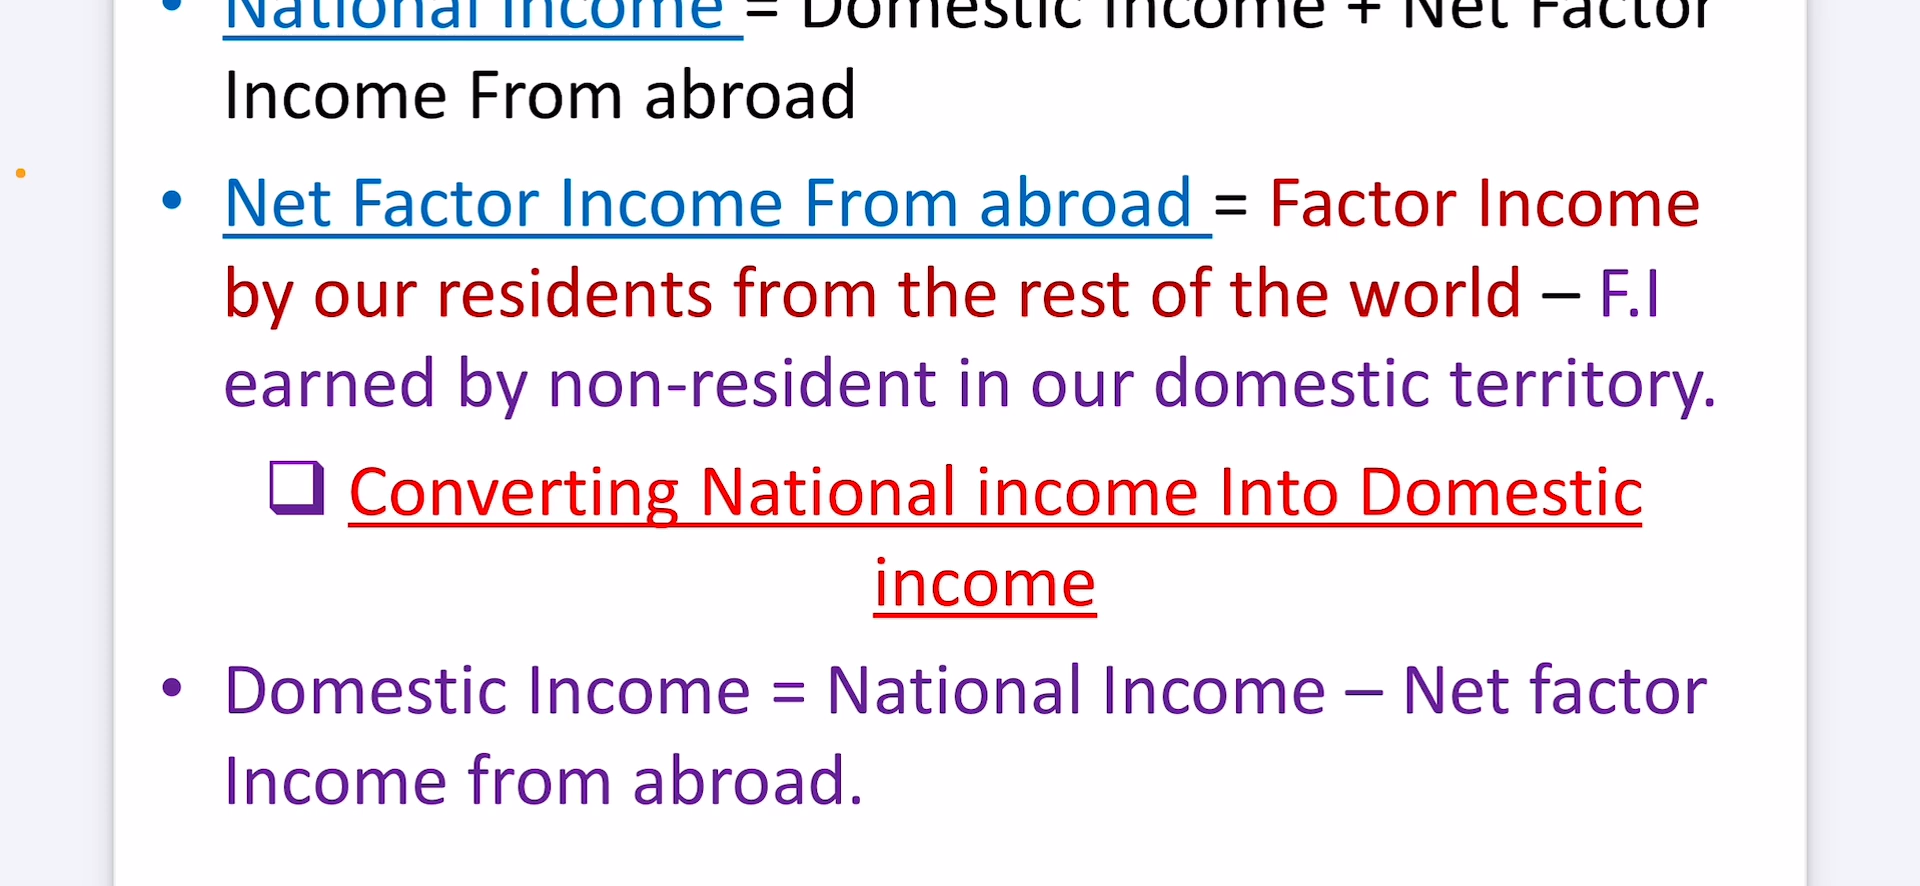 • National Income = Domestic Income + Net Factor
Income From abroad
• Net Factor Income From abroad = Factor Income
by our residents from the rest of the world – F.I
earned by non-resident in our domestic territory.
❑ Converting National income Into Domestic
income
• Domestic Income = National Income – Net factor
Income from abroad.